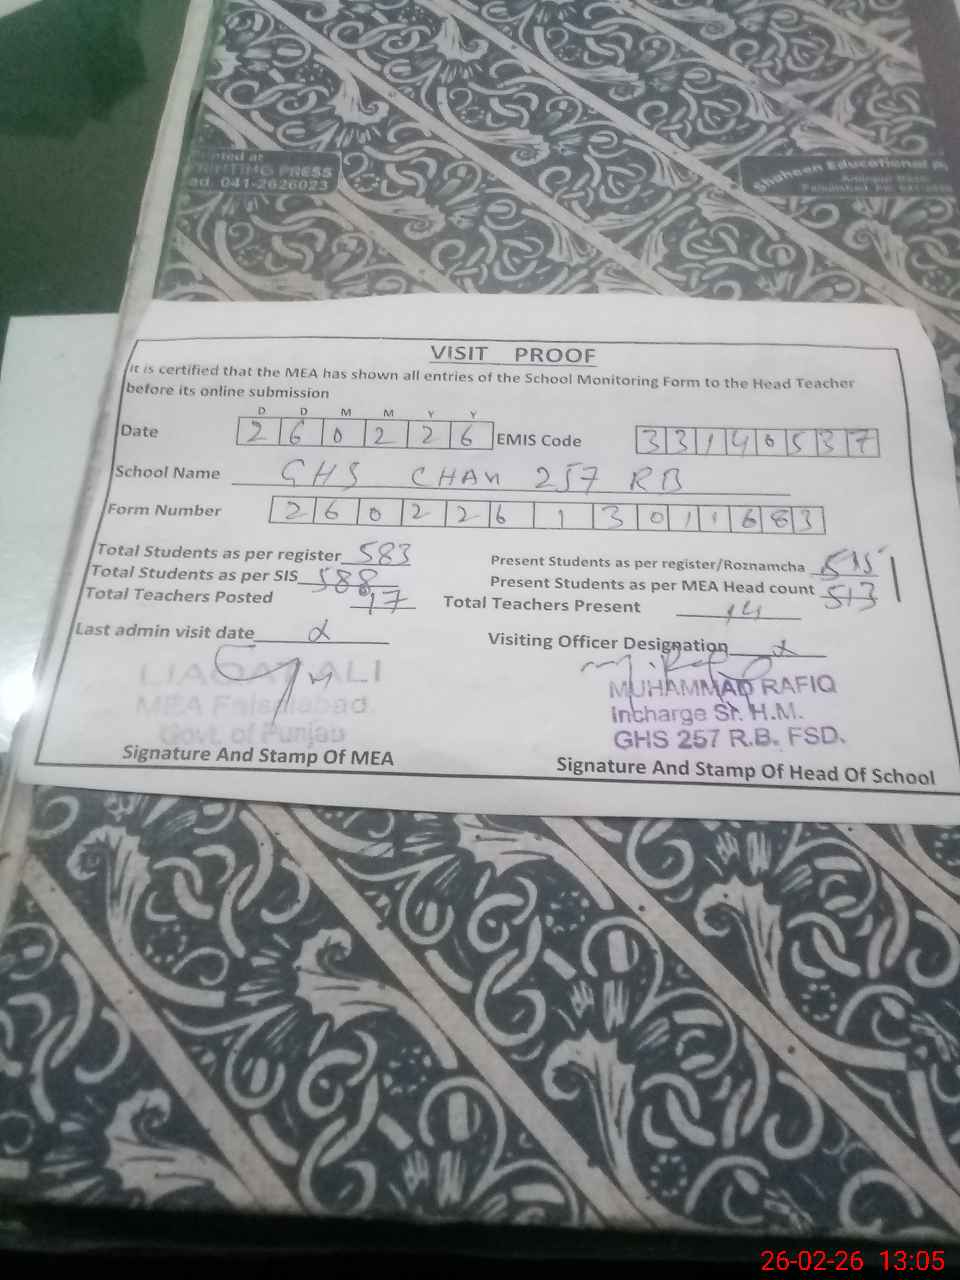 Printed at
PRINTING PRESS
ad. 041-2626023
Shaheen Educational
VISIT PROOF
It is certified that the MEA has shown all entries of the School Monitoring Form to the Head Teacher
before its online submission
D D M M Y Y
Date 2 6 0 2 2 6 EMIS Code 3 3 1 4 0 5 3 7
School Name GHS CHAK 257 RB
Form Number 2 6 0 2 2 6 1 3 0 1 1 6 8 3
Total Students as per register 583 Present Students as per register/Roznamcha 515
Total Students as per SIS 588 Present Students as per MEA Head count 513
Total Teachers Posted 17 Total Teachers Present 14
Last admin visit date Visiting Officer Designation
LIAQAT ALI
MEA Faisalabad
Govt. of Punjab
MUHAMMAD RAFIQ
Incharge Sr. H.M.
GHS 257 R.B. FSD.
Signature And Stamp Of MEA Signature And Stamp Of Head Of School
26-02-26 13:05